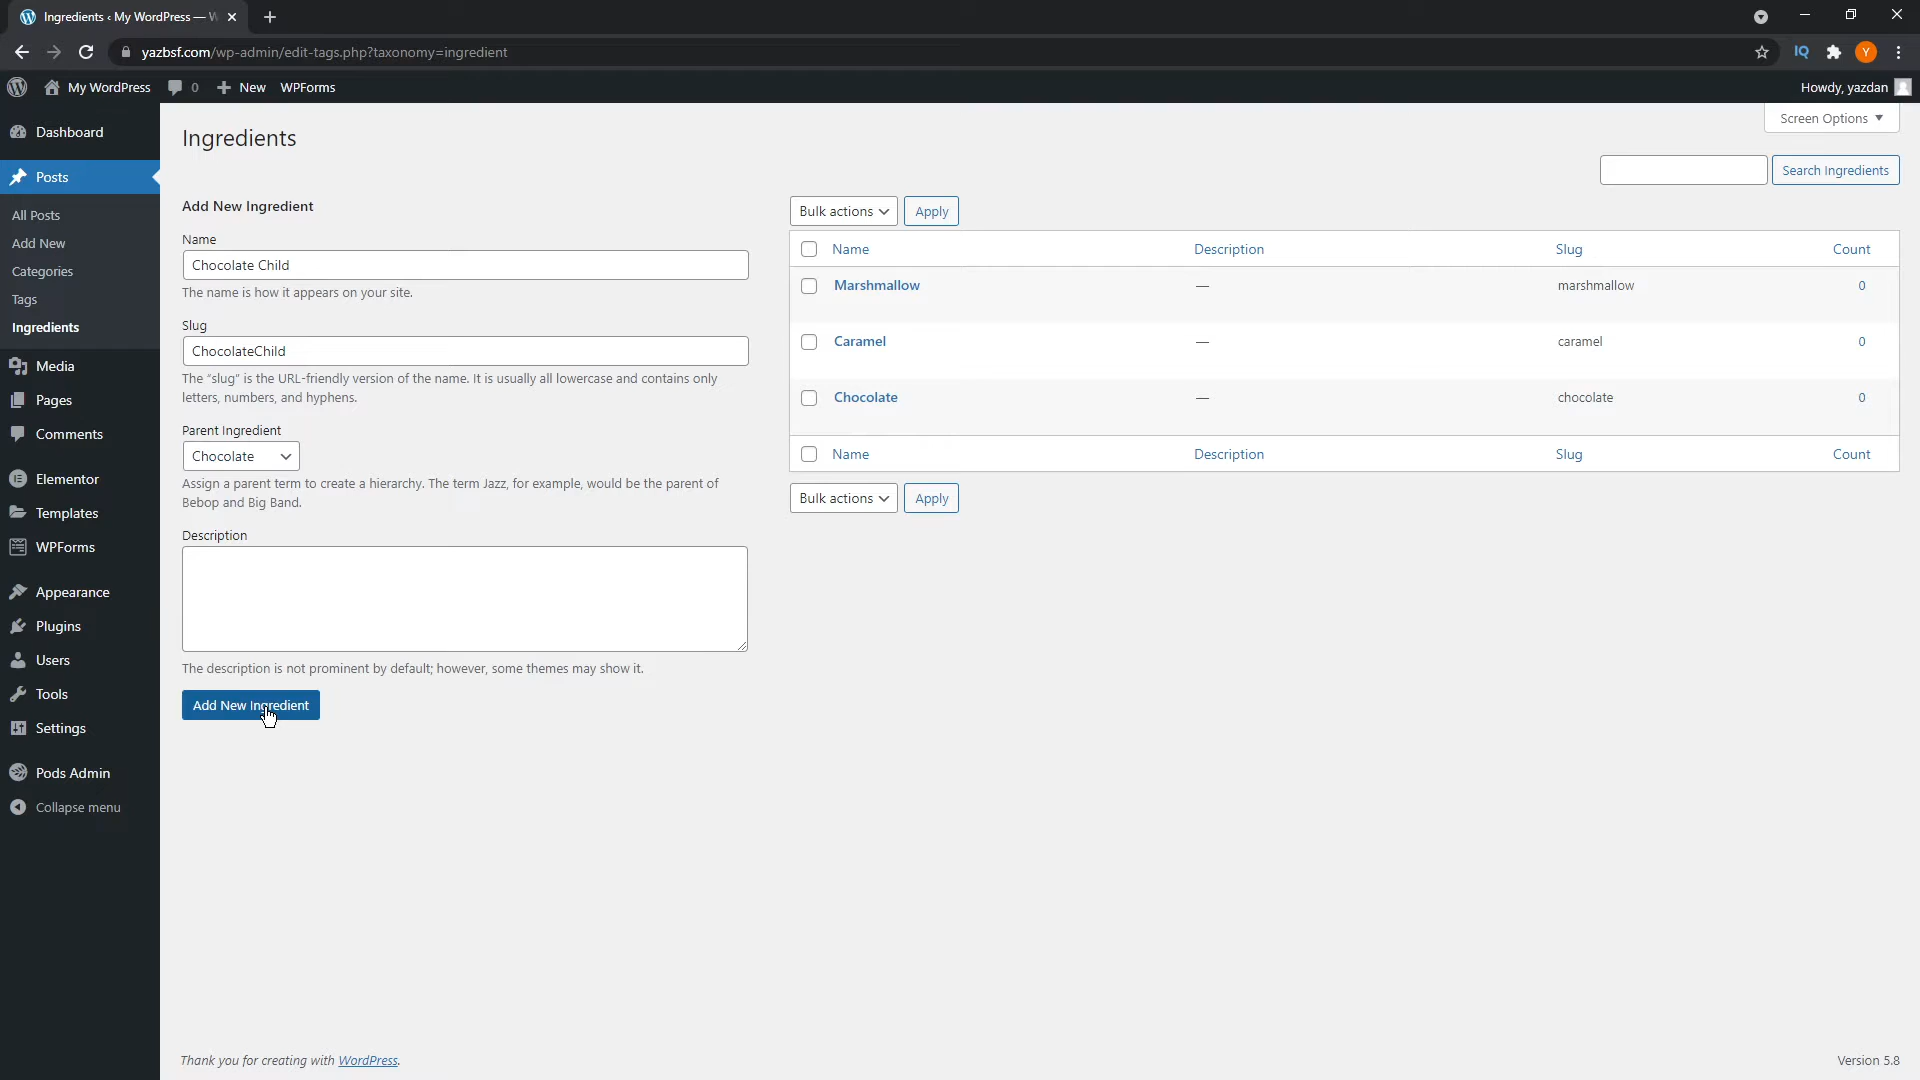 Ingredients ‹ My WordPress —
yazbsf.com/wp-admin/edit-tags.php?taxonomy=ingredient
IQ
Y
My WordPress
0
New
WPForms
Howdy, yazdan
Dashboard
Posts
All Posts
Add New
Categories
Tags
Ingredients
Media
Pages
Comments
Elementor
Templates
WPForms
Appearance
Plugins
Users
Tools
Settings
Pods Admin
Collapse menu
Ingredients
Screen Options
Search Ingredients
Add New Ingredient
Name
Chocolate Child
The name is how it appears on your site.
Slug
ChocolateChild
The “slug” is the URL-friendly version of the name. It is usually all lowercase and contains only
letters, numbers, and hyphens.
Parent Ingredient
Chocolate
Assign a parent term to create a hierarchy. The term Jazz, for example, would be the parent of
Bebop and Big Band.
Description
The description is not prominent by default; however, some themes may show it.
Add New Ingredient
Bulk actions Apply
Name Description Slug Count
Marshmallow — marshmallow 0
Caramel — caramel 0
Chocolate — chocolate 0
Name Description Slug Count
Bulk actions Apply
Thank you for creating with WordPress.
Version 5.8